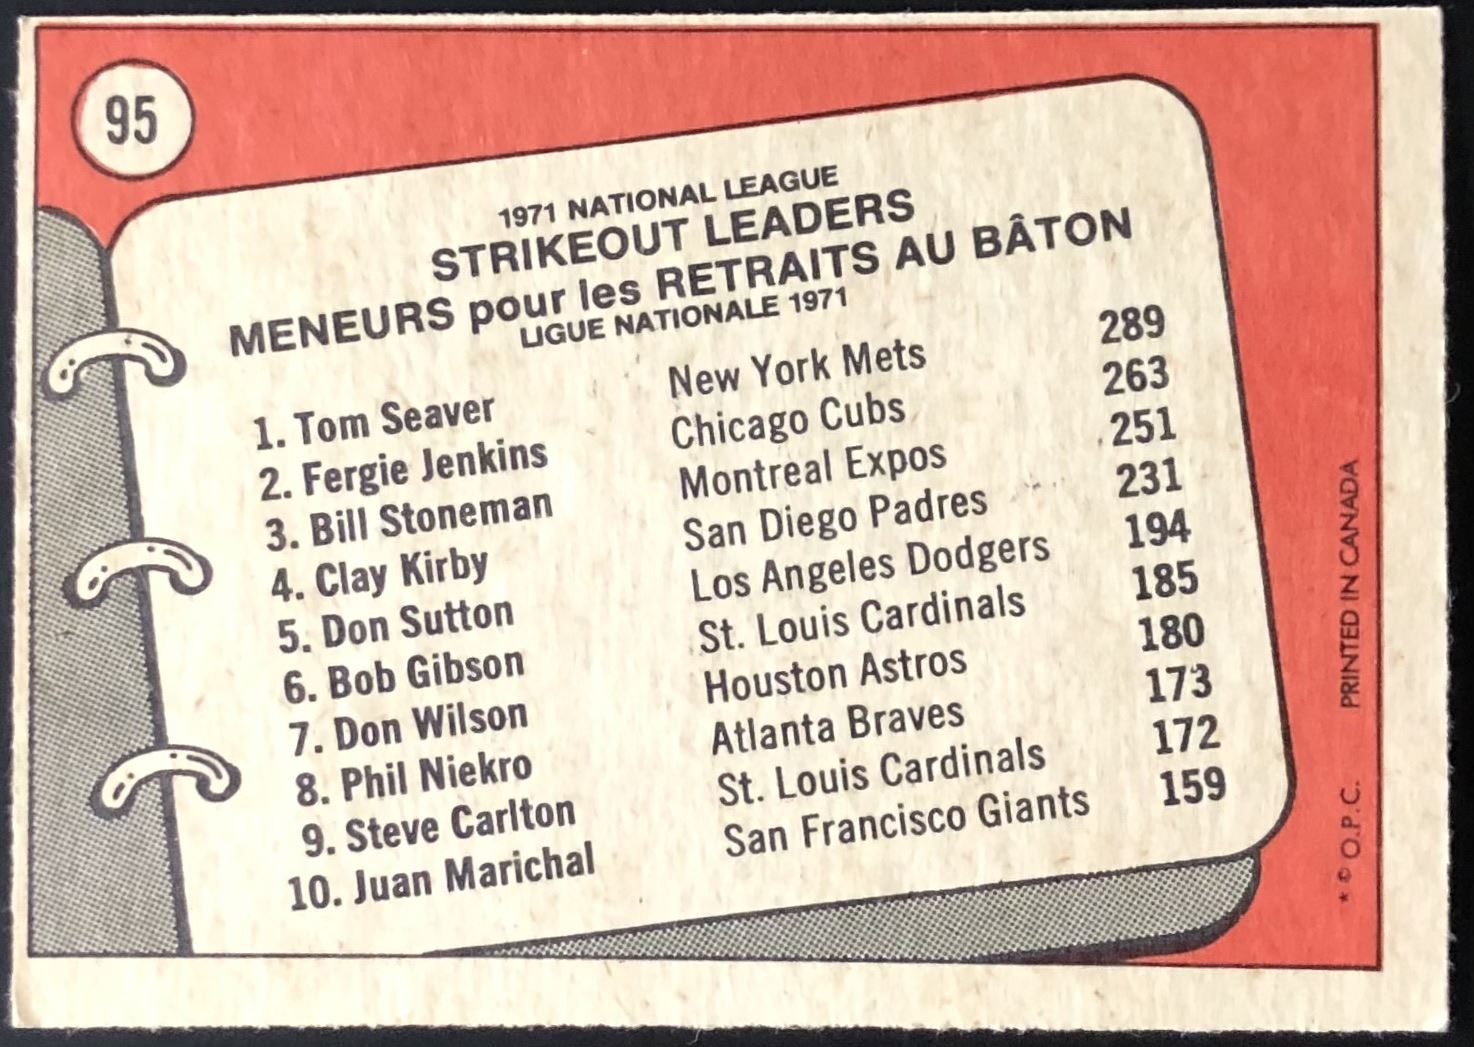 95
1971 NATIONAL LEAGUE
STRIKEOUT LEADERS
MENEURS pour les RETRAITS AU BÂTON
LIGUE NATIONALE 1971
1. Tom Seaver New York Mets 289
2. Fergie Jenkins Chicago Cubs 263
3. Bill Stoneman Montreal Expos 251
4. Clay Kirby San Diego Padres 231
5. Don Sutton Los Angeles Dodgers 194
6. Bob Gibson St. Louis Cardinals 185
7. Don Wilson Houston Astros 180
8. Phil Niekro Atlanta Braves 173
9. Steve Carlton St. Louis Cardinals 172
10. Juan Marichal San Francisco Giants 159
* © O.P.C. PRINTED IN CANADA